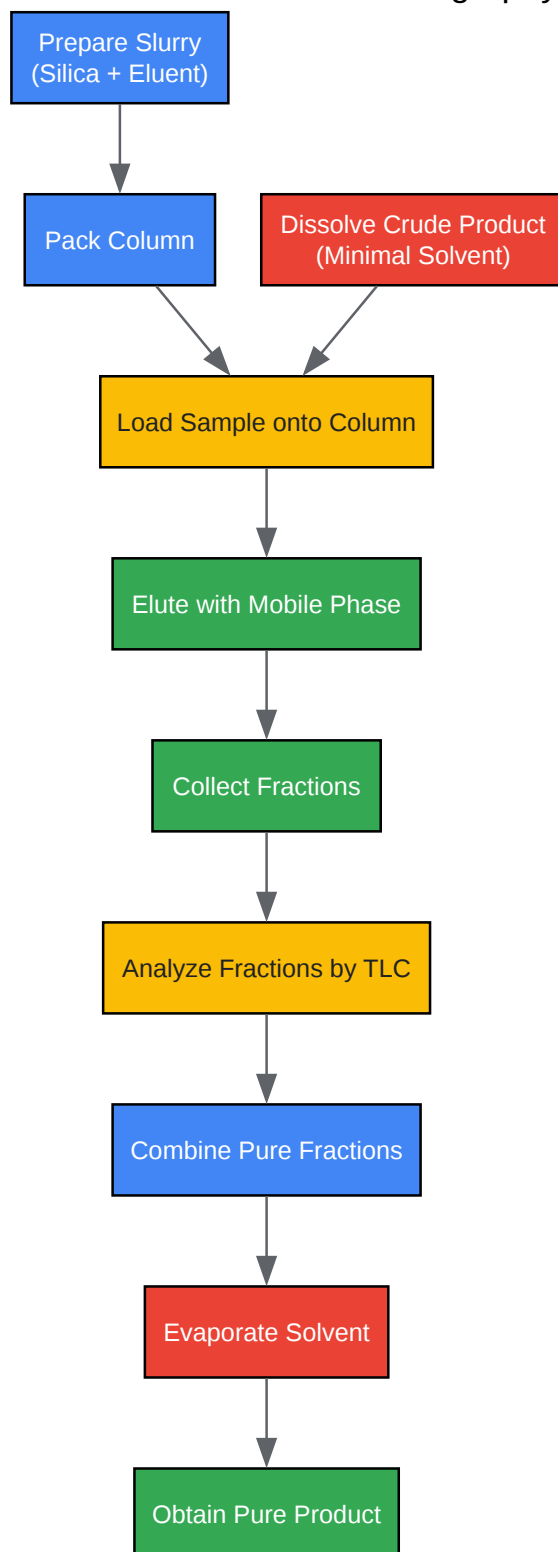 Prepare Slurry
(Silica + Eluent)
Pack Column
Dissolve Crude Product
(Minimal Solvent)
Load Sample onto Column
Elute with Mobile Phase
Collect Fractions
Analyze Fractions by TLC
Combine Pure Fractions
Evaporate Solvent
Obtain Pure Product